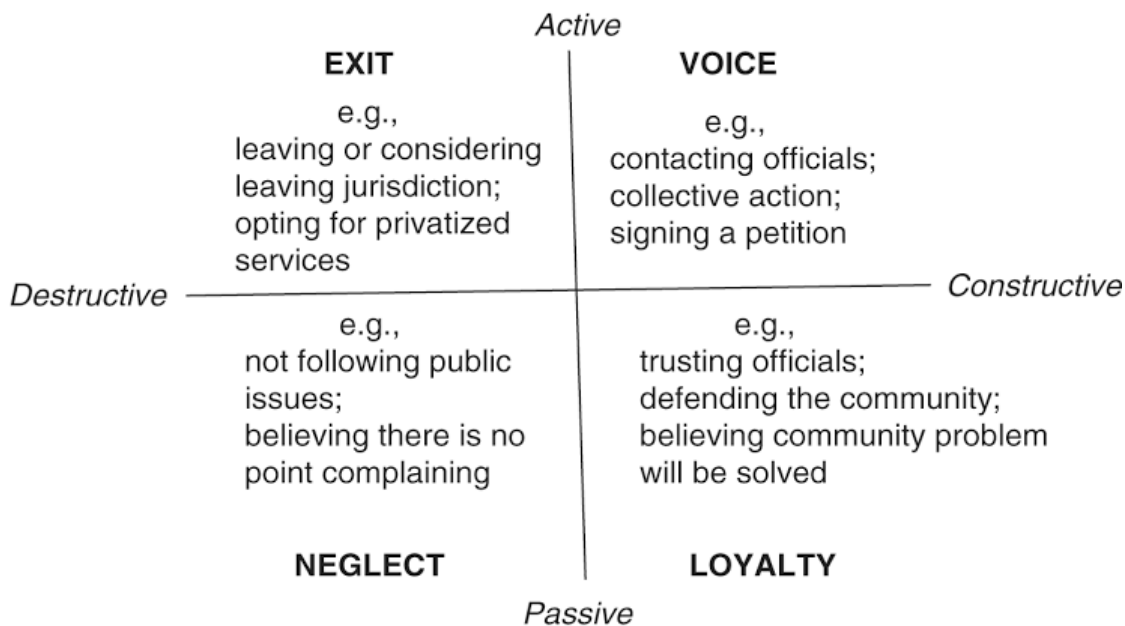 Active
EXIT
e.g.,
leaving or considering
leaving jurisdiction;
opting for privatized
services
VOICE
e.g.,
contacting officials;
collective action;
signing a petition
Destructive
Constructive
e.g.,
not following public
issues;
believing there is no
point complaining
NEGLECT
e.g.,
trusting officials;
defending the community;
believing community problem
will be solved
LOYALTY
Passive